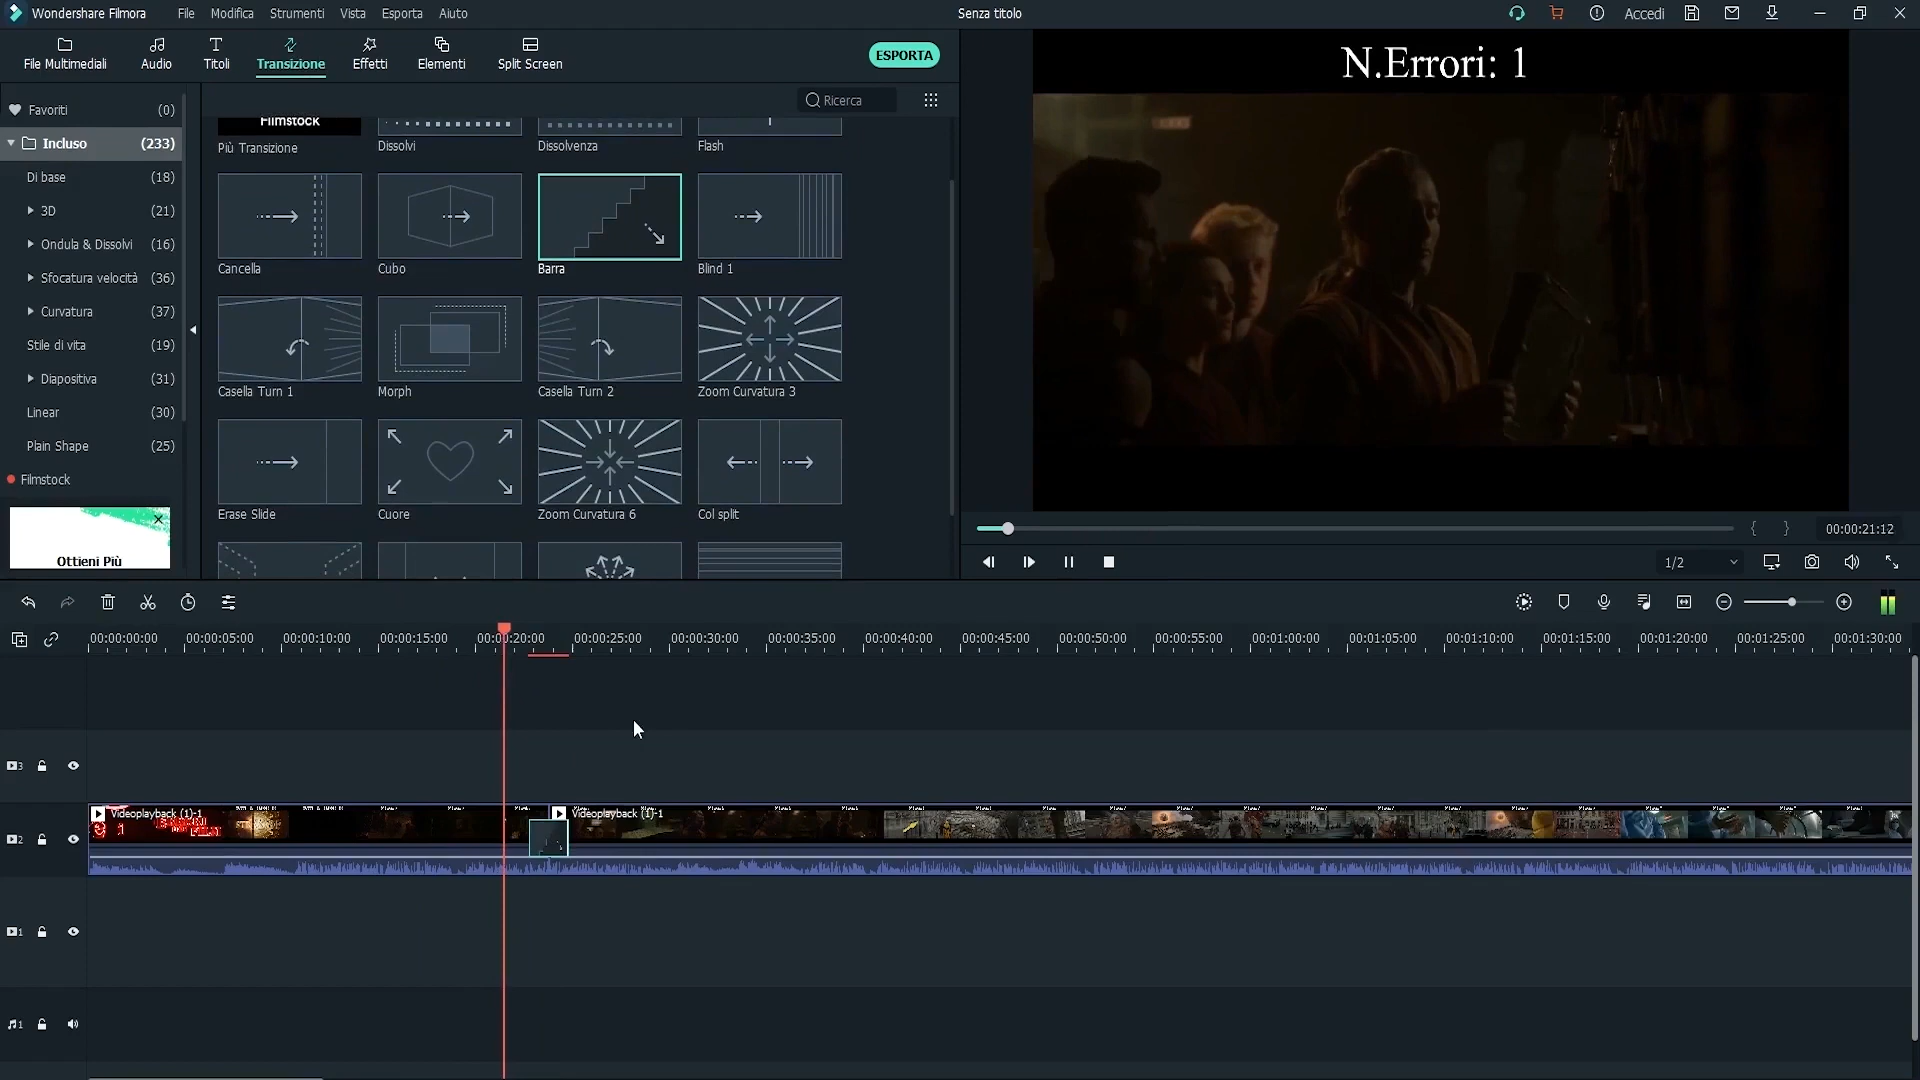 Wondershare Filmora
File Modifica Strumenti Vista Esporta Aiuto
Senza titolo
Accedi
File Multimediali Audio Titoli Transizione Effetti Elementi Split Screen
ESPORTA
N.Errori: 1
Ricerca
Favoriti (0)
Incluso (233)
Di base (18)
3D (21)
Ondula & Dissolvi (16)
Sfocatura velocità (36)
Curvatura (37)
Stile di vita (19)
Diapositiva (31)
Linear (30)
Plain Shape (25)
Filmstock
Ottieni Più
Filmstock
Più Transizione Dissolvi Dissolvenza Flash
Cancella Cubo Barra Blind 1
Casella Turn 1 Morph Casella Turn 2 Zoom Curvatura 3
Erase Slide Cuore Zoom Curvatura 6 Col split
{ } 00:00:21:12
1/2
00:00:00:00 00:00:05:00 00:00:10:00 00:00:15:00 00:00:20:00 00:00:25:00 00:00:30:00 00:00:35:00 00:00:40:00 00:00:45:00 00:00:50:00 00:00:55:00 00:01:00:00 00:01:05:00 00:01:10:00 00:01:15:00 00:01:20:00 00:01:25:00 00:01:30:00
3
Videoplayback (1)-1 Videoplayback (1)-1
2
1
1